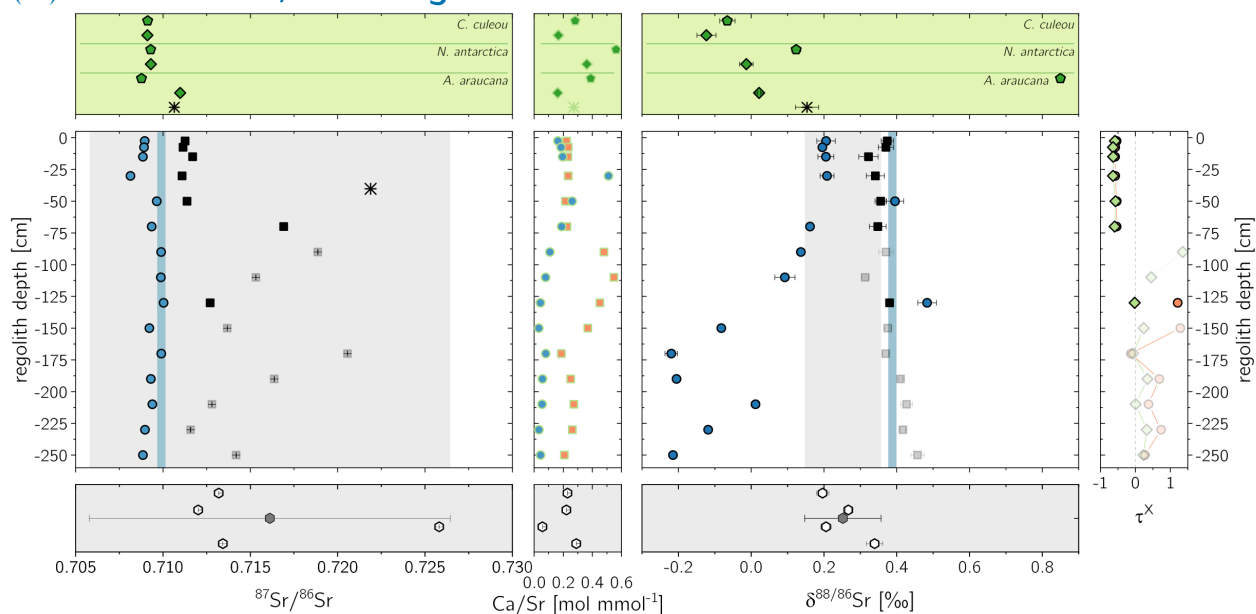 C. culeou
N. antarctica
A. araucana
0
-25
-50
-75
-100
-125
-150
-175
-200
-225
-250
regolith depth [cm]
0
-25
-50
-75
-100
-125
-150
-175
-200
-225
-250
regolith depth [cm]
-1 0 1
τX
0.705 0.710 0.715 0.720 0.725 0.730
0.0 0.2 0.4 0.6
-0.2 0.0 0.2 0.4 0.6 0.8
87Sr/86Sr
Ca/Sr [mol mmol-1]
δ88/86Sr [‰]